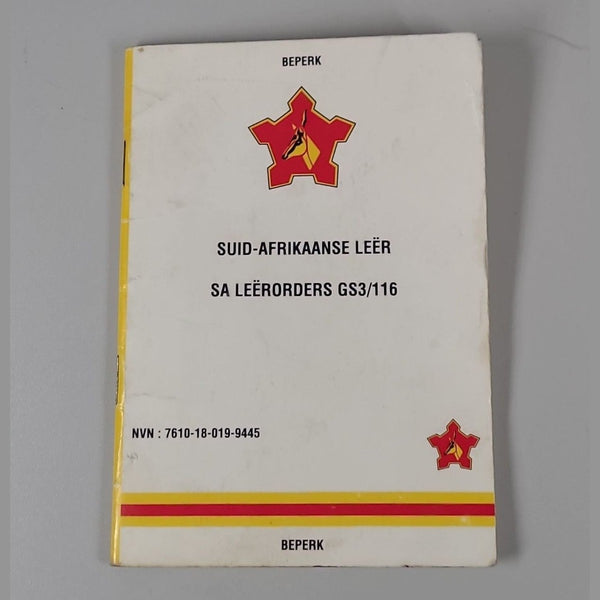 BEPERK
SUID-AFRIKAANSE LEËR
SA LEËRORDERS GS3/116
NVN : 7610-18-019-9445
BEPERK